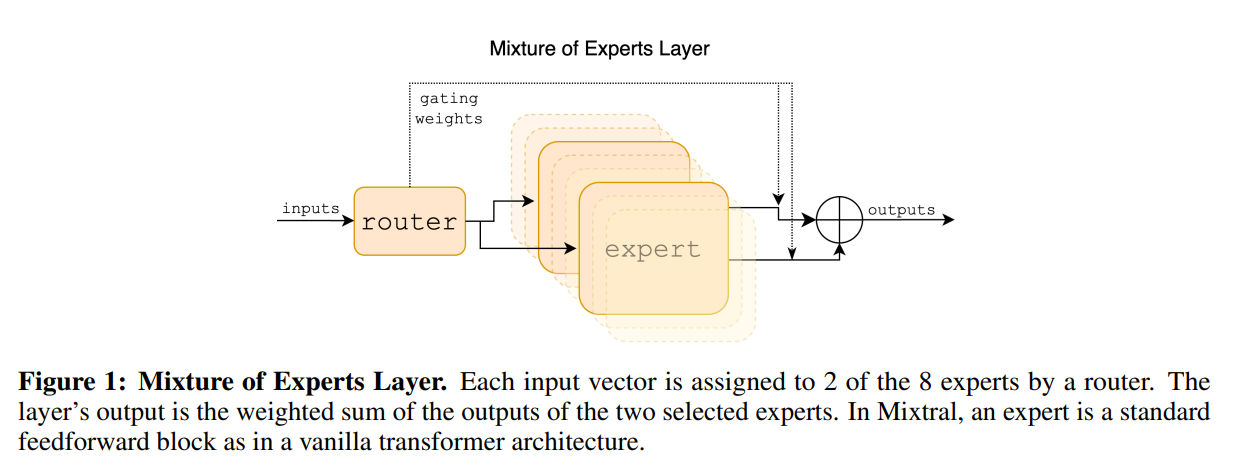 Mixture of Experts Layer
gating
weights
inputs
router
expert
outputs
Figure 1: Mixture of Experts Layer. Each input vector is assigned to 2 of the 8 experts by a router. The
layer's output is the weighted sum of the outputs of the two selected experts. In Mixtral, an expert is a standard
feedforward block as in a vanilla transformer architecture.